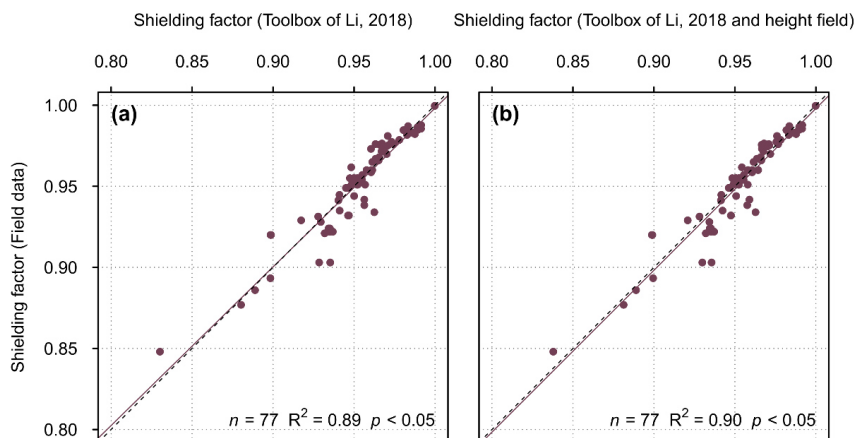 Shielding factor (Toolbox of Li, 2018)
Shielding factor (Toolbox of Li, 2018 and height field)
0.80 0.85 0.90 0.95 1.00
0.80 0.85 0.90 0.95 1.00
Shielding factor (Field data)
1.00
0.95
0.90
0.85
0.80
(a)
n = 77 R² = 0.89 p < 0.05
(b)
n = 77 R² = 0.90 p < 0.05